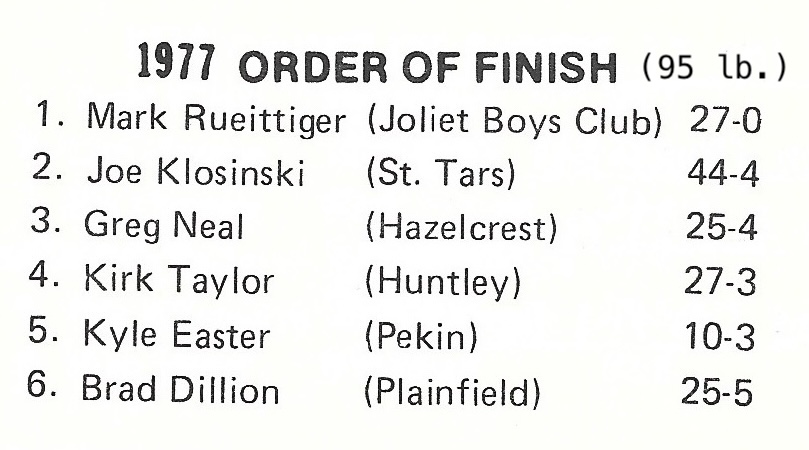 1977 ORDER OF FINISH (95 lb.)
1. Mark Rueittiger (Joliet Boys Club) 27-0
2. Joe Klosinski (St. Tars) 44-4
3. Greg Neal (Hazelcrest) 25-4
4. Kirk Taylor (Huntley) 27-3
5. Kyle Easter (Pekin) 10-3
6. Brad Dillion (Plainfield) 25-5